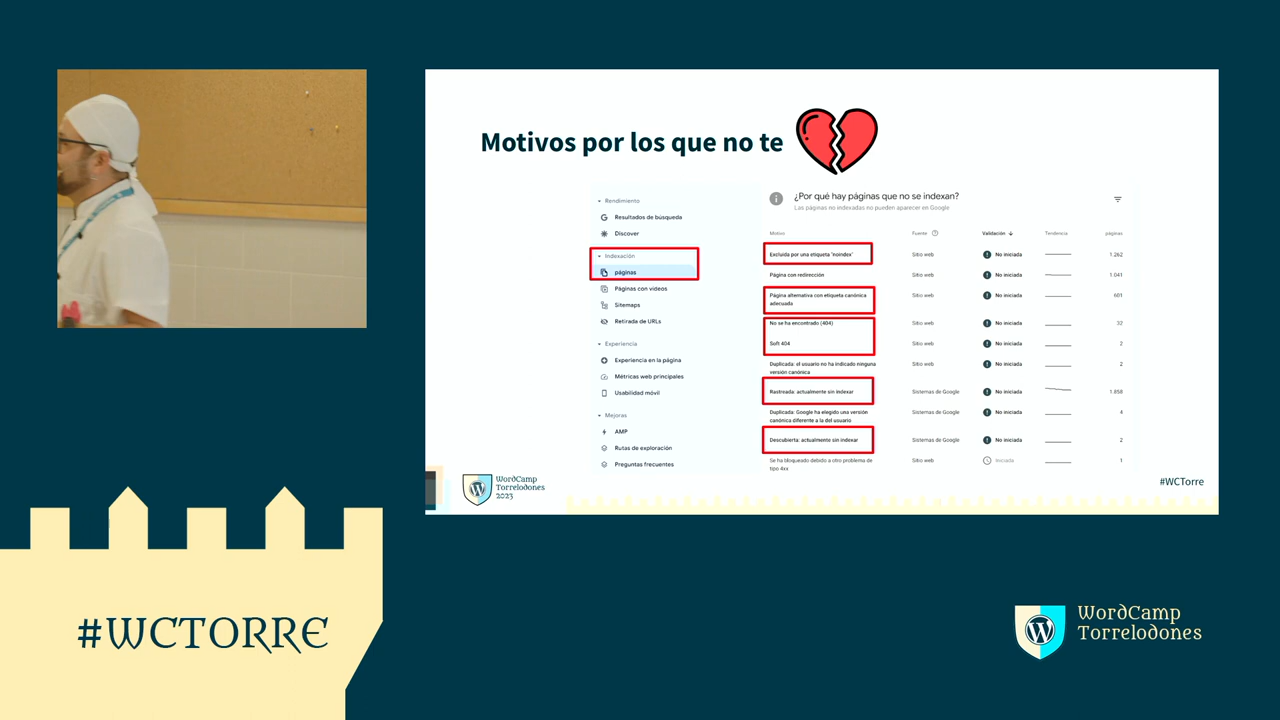 Motivos por los que no te
Rendimiento
Resultados de búsqueda
Discover
Indexación
páginas
Páginas con vídeos
Sitemaps
Retirada de URLs
Experiencia
Experiencia en la página
Métricas web principales
Usabilidad móvil
Mejoras
AMP
Rutas de exploración
Preguntas frecuentes
¿Por qué hay páginas que no se indexan?
Las páginas no indexadas no pueden aparecer en Google
Motivo Fuente Validación Tendencia páginas
Excluida por una etiqueta "noindex" Sitio web No iniciada 1.262
Página con redirección Sitio web No iniciada 1.041
Página alternativa con etiqueta canónica
adecuada Sitio web No iniciada 601
No se ha encontrado (404) Sitio web No iniciada 32
Soft 404 Sitio web No iniciada 2
Duplicada: el usuario no ha indicado ninguna
versión canónica Sitio web No iniciada 2
Rastreada: actualmente sin indexar Sistemas de Google No iniciada 1.858
Duplicada: Google ha elegido una versión
canónica diferente a la del usuario Sistemas de Google No iniciada 4
Descubierta: actualmente sin indexar Sistemas de Google No iniciada 2
Se ha bloqueado debido a otro problema de
tipo 4xx Sitio web Iniciada 1
WordCamp
Torrelodones
2023
#WCTorre
#WCTORRE
WordCamp
Torrelodones